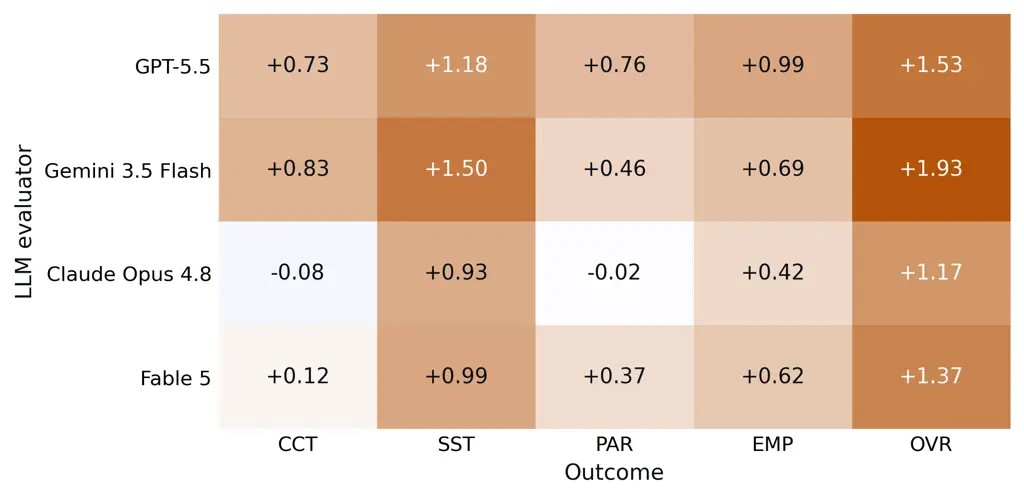 GPT-5.5 +0.73 +1.18 +0.76 +0.99 +1.53
Gemini 3.5 Flash +0.83 +1.50 +0.46 +0.69 +1.93
Claude Opus 4.8 -0.08 +0.93 -0.02 +0.42 +1.17
Fable 5 +0.12 +0.99 +0.37 +0.62 +1.37
LLM evaluator
CCT SST PAR EMP OVR
Outcome